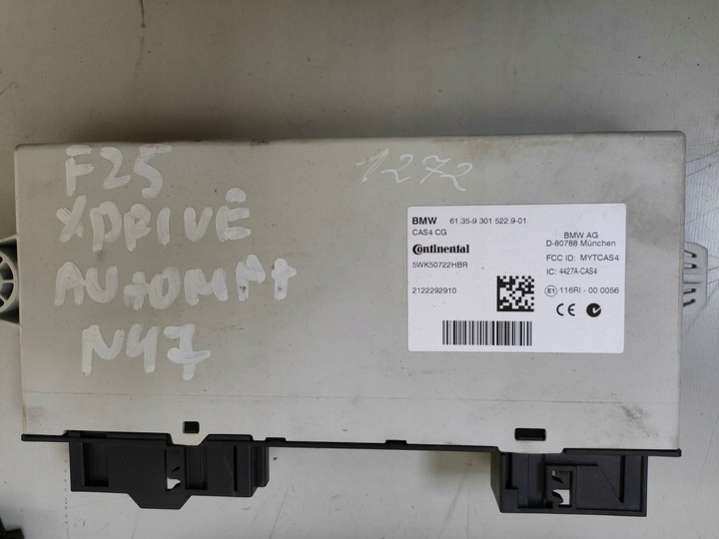 F25
XDRIVE
AUTOMAT
N47
1272
BMW 61.35-9 301 522.9-01
CAS4 CG
Continental
5WK50722HBR
2122292910
BMW AG
D-80788 München
FCC ID: MYTCAS4
IC: 4427A-CAS4
E1 116RI - 00 0056
CE